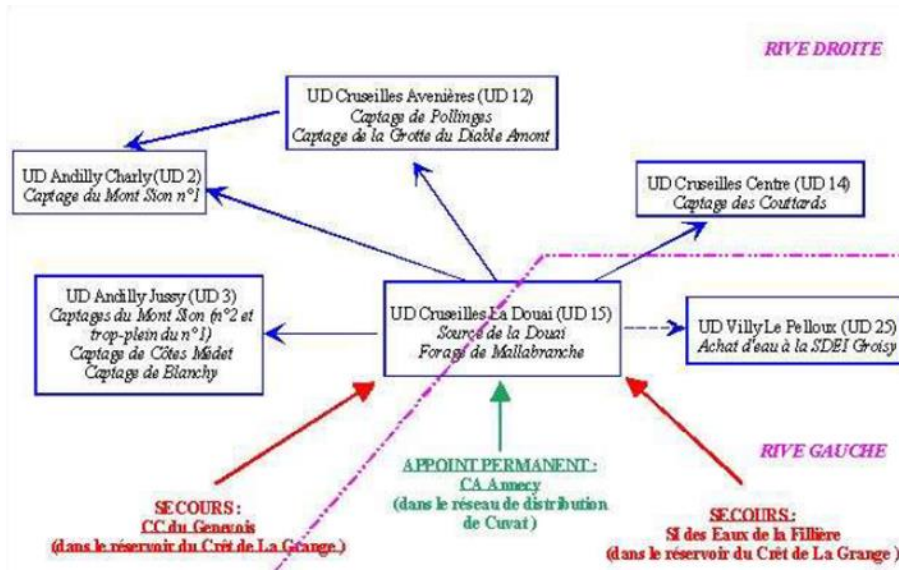 RIVE DROITE
UD Cruseilles Avenières (UD 12)
Captage de Pollinges
Captage de la Grotte du Diable Amont
UD Andilly Charly (UD 2)
Captage du Mont Sion n°1
UD Cruseilles Centre (UD 14)
Captage des Couttards
UD Andilly Jussy (UD 3)
Captages du Mont Sion (n°2 et
trop-plein du n°1)
Captage de Côtes Médet
Captage de Blanchy
UD Cruseilles La Douai (UD 15)
Source de la Douai
Forage de Mallabranche
UD Villy Le Pelloux (UD 25)
Achat d'eau à la SDEI Groisy
RIVE GAUCHE
APPOINT PERMANENT :
CA Annecy
(dans le réseau de distribution
de Cuvat )
SECOURS :
CC du Genevois
(dans le réservoir du Crêt de La Grange )
SECOURS :
SI des Eaux de la Fillière
(dans le réservoir du Crêt de La Grange )